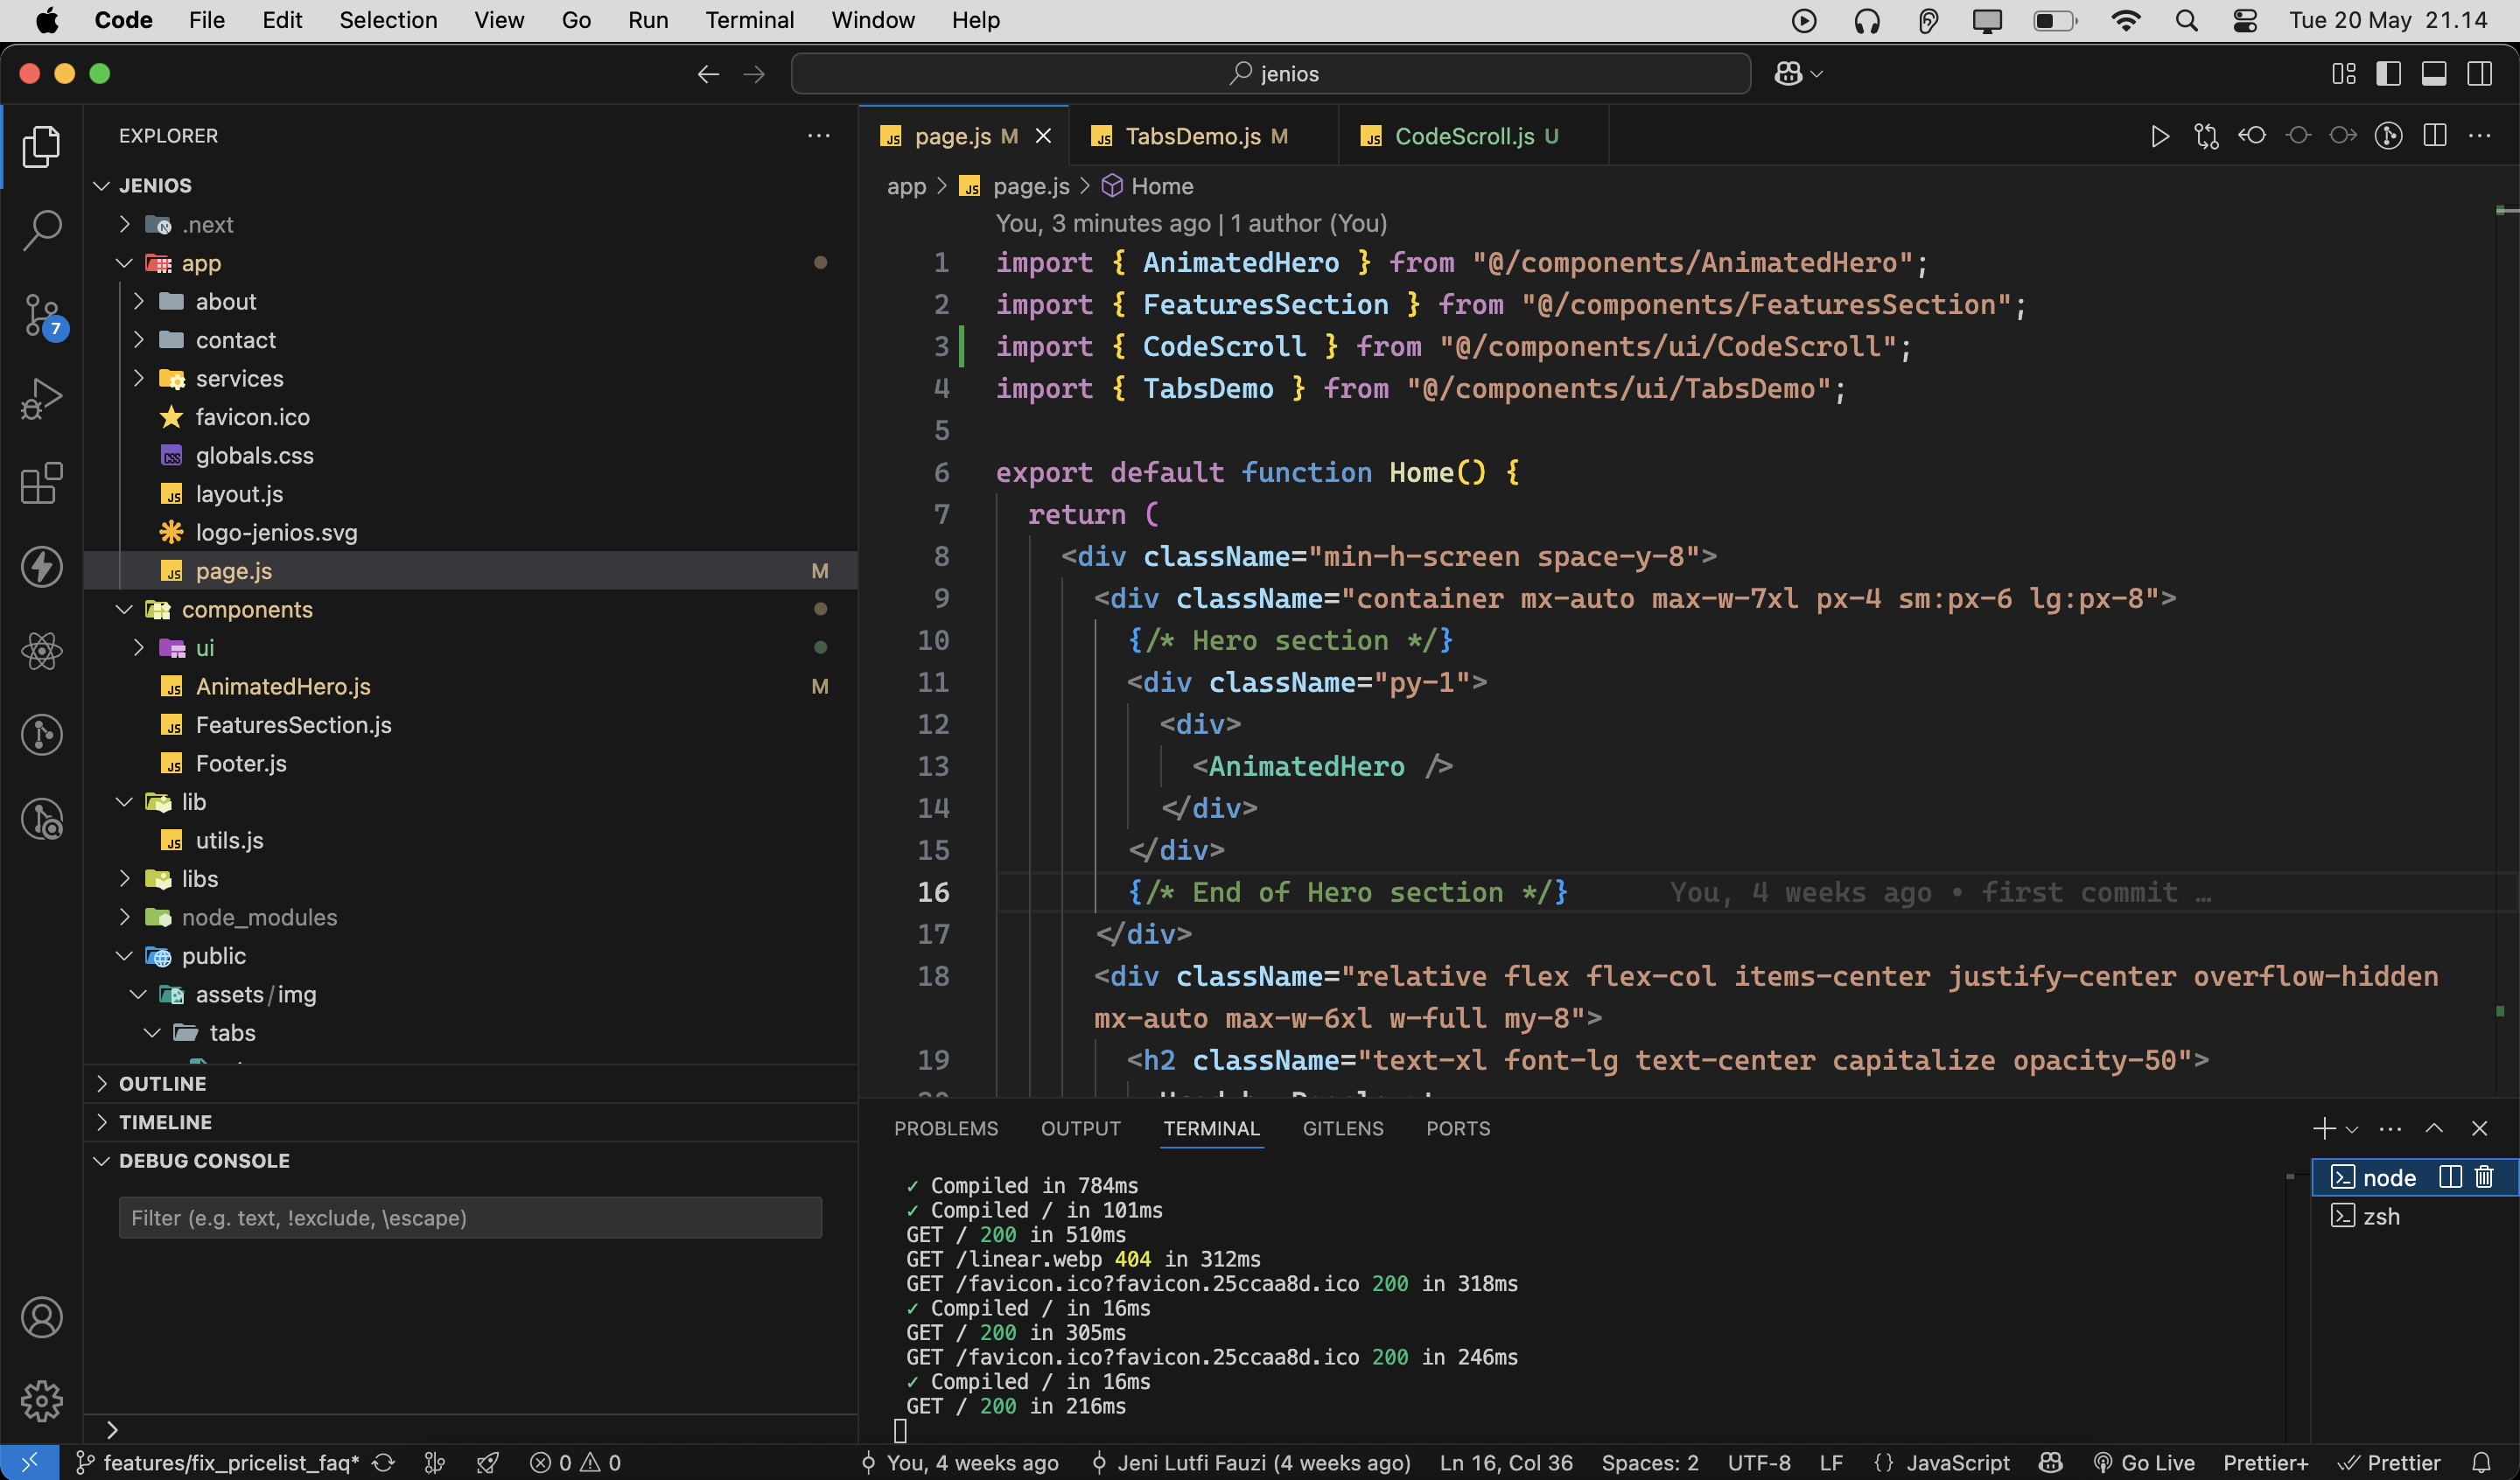 Code File Edit Selection View Go Run Terminal Window Help Tue 20 May 21.14
jenios
EXPLORER
JENIOS
.next
app
about
contact
services
favicon.ico
globals.css
layout.js
logo-jenios.svg
page.js M
components
ui
AnimatedHero.js M
FeaturesSection.js
Footer.js
lib
utils.js
libs
node_modules
public
assets/img
tabs
OUTLINE
TIMELINE
DEBUG CONSOLE
Filter (e.g. text, !exclude, \escape)
7
page.js M TabsDemo.js M CodeScroll.js U
app > page.js > Home
You, 3 minutes ago | 1 author (You)
1 import { AnimatedHero } from "@/components/AnimatedHero";
2 import { FeaturesSection } from "@/components/FeaturesSection";
3 import { CodeScroll } from "@/components/ui/CodeScroll";
4 import { TabsDemo } from "@/components/ui/TabsDemo";
5
6 export default function Home() {
7 return (
8 <div className="min-h-screen space-y-8">
9 <div className="container mx-auto max-w-7xl px-4 sm:px-6 lg:px-8">
10 {/* Hero section */}
11 <div className="py-1">
12 <div>
13 <AnimatedHero />
14 </div>
15 </div>
16 {/* End of Hero section */} You, 4 weeks ago • first commit …
17 </div>
18 <div className="relative flex flex-col items-center justify-center overflow-hidden
mx-auto max-w-6xl w-full my-8">
19 <h2 className="text-xl font-lg text-center capitalize opacity-50">
PROBLEMS OUTPUT TERMINAL GITLENS PORTS
✓ Compiled in 784ms
✓ Compiled / in 101ms
GET / 200 in 510ms
GET /linear.webp 404 in 312ms
GET /favicon.ico?favicon.25ccaa8d.ico 200 in 318ms
✓ Compiled / in 16ms
GET / 200 in 305ms
GET /favicon.ico?favicon.25ccaa8d.ico 200 in 246ms
✓ Compiled / in 16ms
GET / 200 in 216ms
node
zsh
features/fix_pricelist_faq* 0 0 You, 4 weeks ago Jeni Lutfi Fauzi (4 weeks ago) Ln 16, Col 36 Spaces: 2 UTF-8 LF {} JavaScript Go Live Prettier+ Prettier